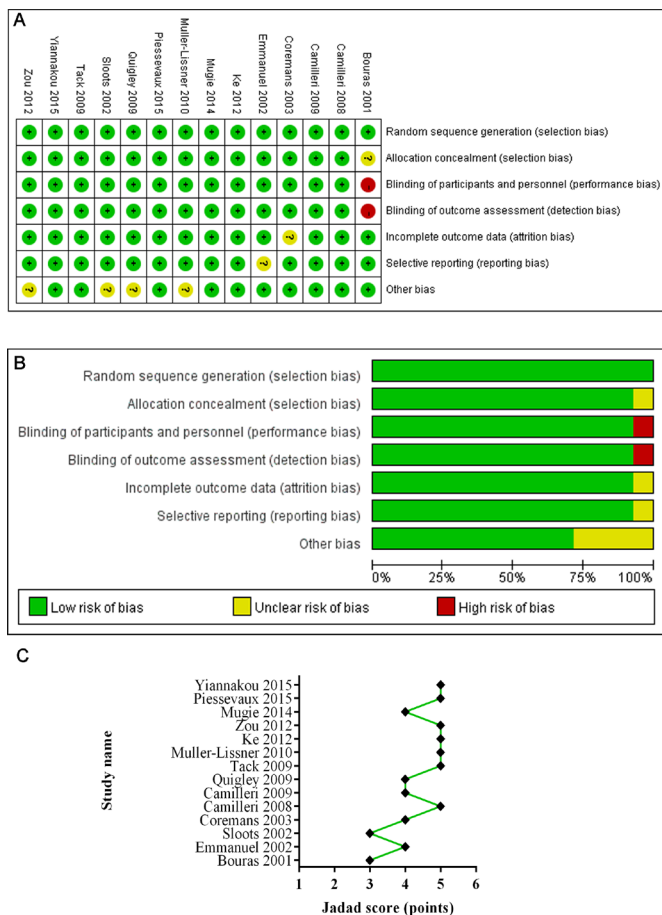 A
Zou 2012
Yiannakou 2015
Tack 2009
Sloots 2002
Quigley 2009
Piessevaux 2015
Muller-Lissner 2010
Mugie 2014
Ke 2012
Emmanuel 2002
Coremans 2003
Camilleri 2009
Camilleri 2008
Bouras 2001
+ + + + + + + + + + + + + + Random sequence generation (selection bias)
+ + + + + + + + + + + + + ? Allocation concealment (selection bias)
+ + + + + + + + + + + + + - Blinding of participants and personnel (performance bias)
+ + + + + + + + + + + + + - Blinding of outcome assessment (detection bias)
+ + + + + + + + + + ? + + + Incomplete outcome data (attrition bias)
+ + + + + + + + + ? + + + + Selective reporting (reporting bias)
? + + ? ? + ? + + + + + + + Other bias
B
Random sequence generation (selection bias)
Allocation concealment (selection bias)
Blinding of participants and personnel (performance bias)
Blinding of outcome assessment (detection bias)
Incomplete outcome data (attrition bias)
Selective reporting (reporting bias)
Other bias
0% 25% 50% 75% 100%
Low risk of bias Unclear risk of bias High risk of bias
C
Study name
Yiannakou 2015
Piessevaux 2015
Mugie 2014
Zou 2012
Ke 2012
Muller-Lissner 2010
Tack 2009
Quigley 2009
Camilleri 2009
Camilleri 2008
Coremans 2003
Sloots 2002
Emmanuel 2002
Bouras 2001
1 2 3 4 5 6
Jadad score (points)